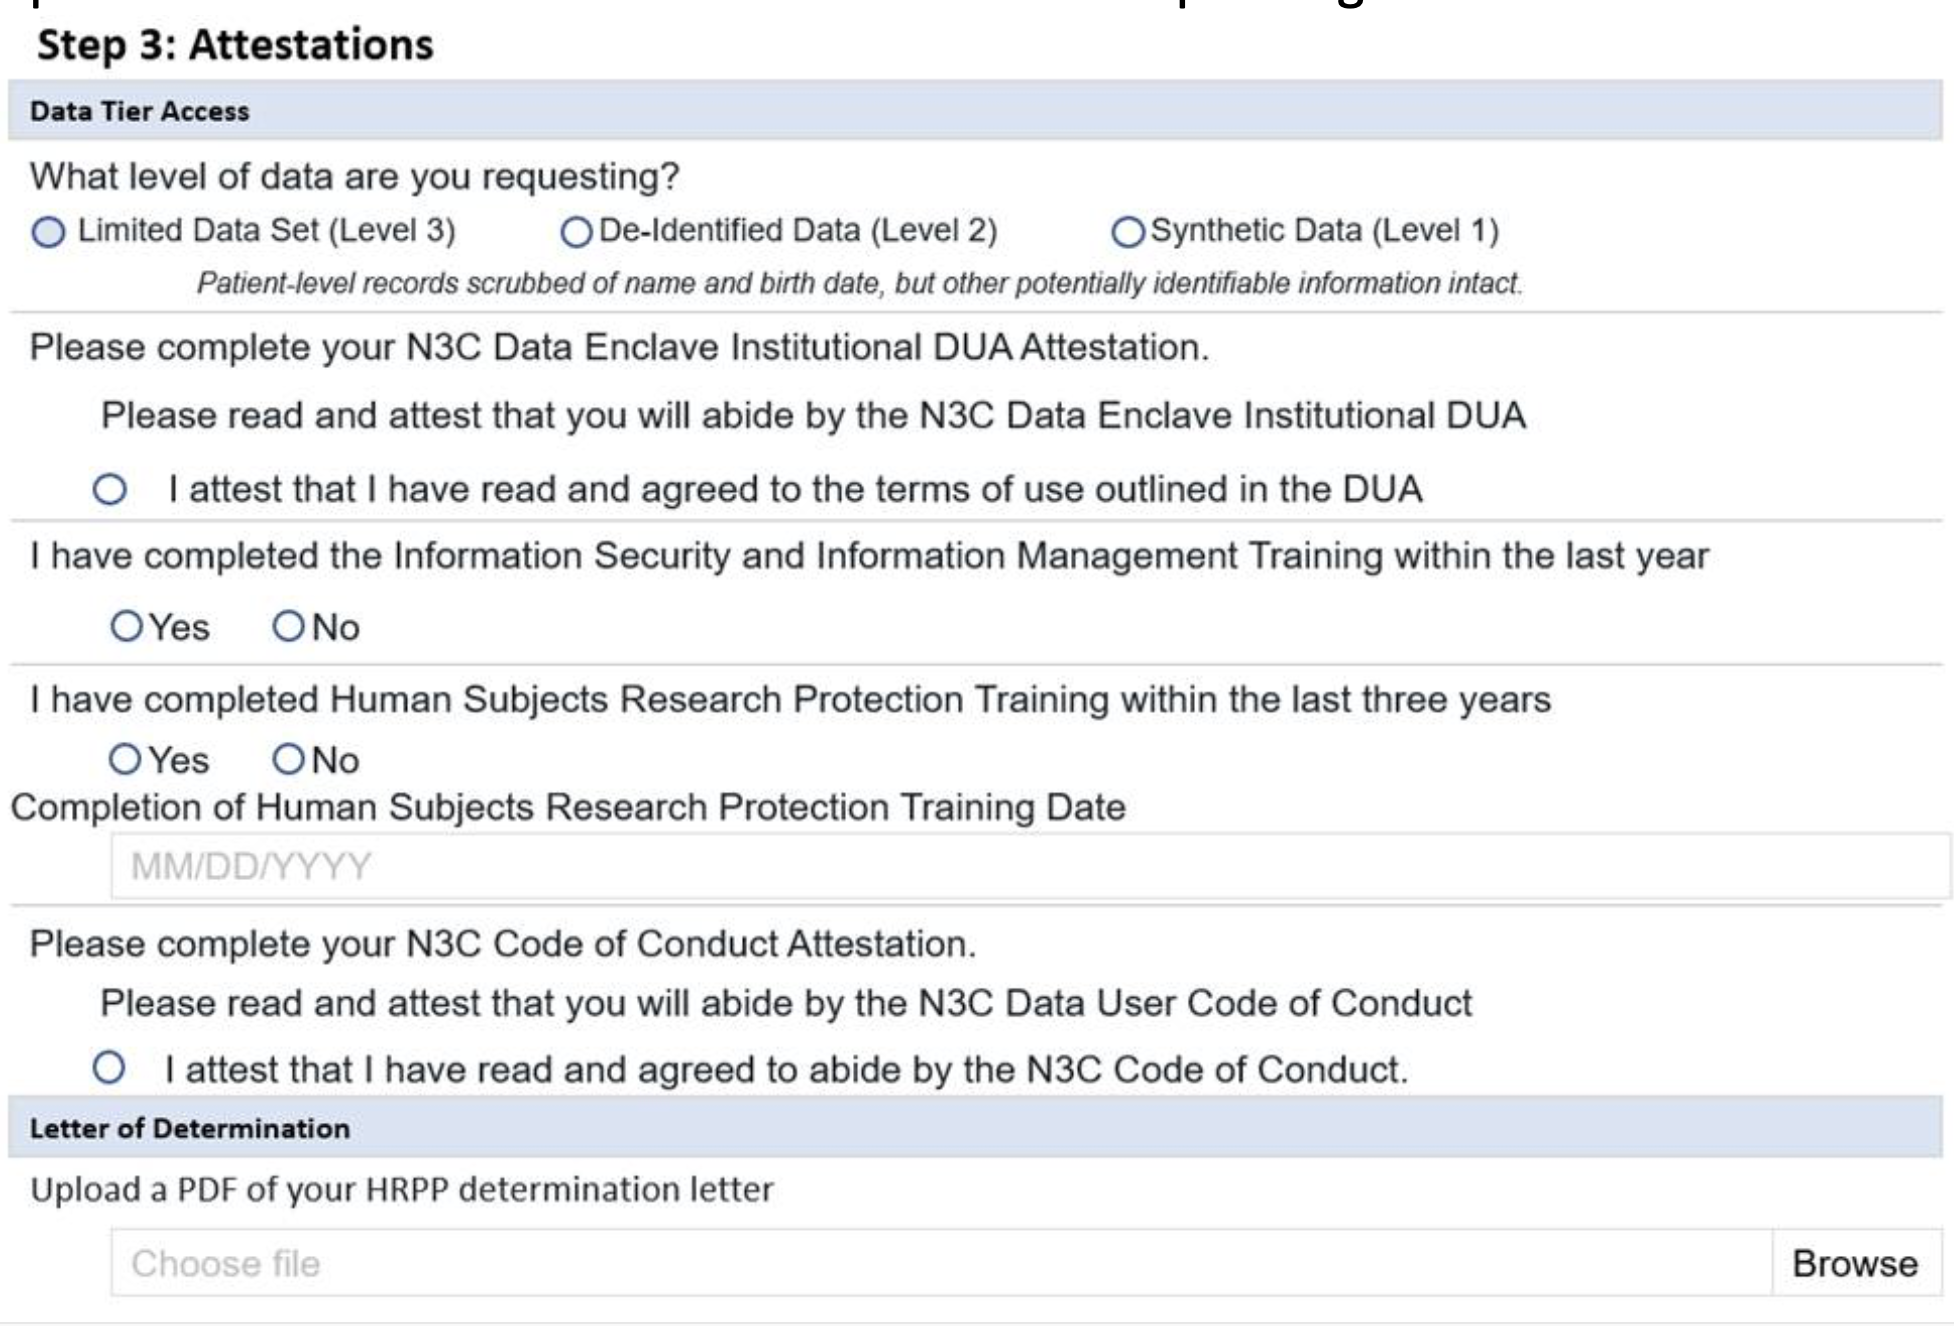 Step 3: Attestations
Data Tier Access
What level of data are you requesting?
Limited Data Set (Level 3) De-Identified Data (Level 2) Synthetic Data (Level 1)
Patient-level records scrubbed of name and birth date, but other potentially identifiable information intact.
Please complete your N3C Data Enclave Institutional DUA Attestation.
Please read and attest that you will abide by the N3C Data Enclave Institutional DUA
I attest that I have read and agreed to the terms of use outlined in the DUA
I have completed the Information Security and Information Management Training within the last year
Yes No
I have completed Human Subjects Research Protection Training within the last three years
Yes No
Completion of Human Subjects Research Protection Training Date
MM/DD/YYYY
Please complete your N3C Code of Conduct Attestation.
Please read and attest that you will abide by the N3C Data User Code of Conduct
I attest that I have read and agreed to abide by the N3C Code of Conduct.
Letter of Determination
Upload a PDF of your HRPP determination letter
Choose file Browse